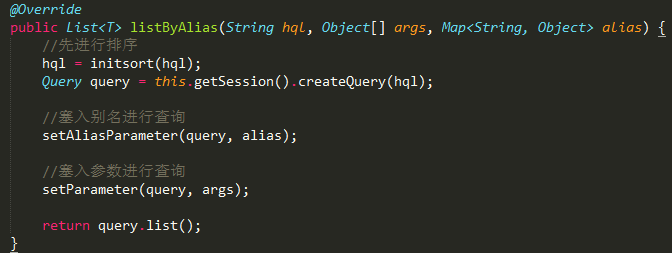 @Override
public List<T> listByAlias(String hql, Object[] args, Map<String, Object> alias) {
//先进行排序
hql = initsort(hql);
Query query = this.getSession().createQuery(hql);
//塞入别名进行查询
setAliasParameter(query, alias);
//塞入参数进行查询
setParameter(query, args);
return query.list();
}